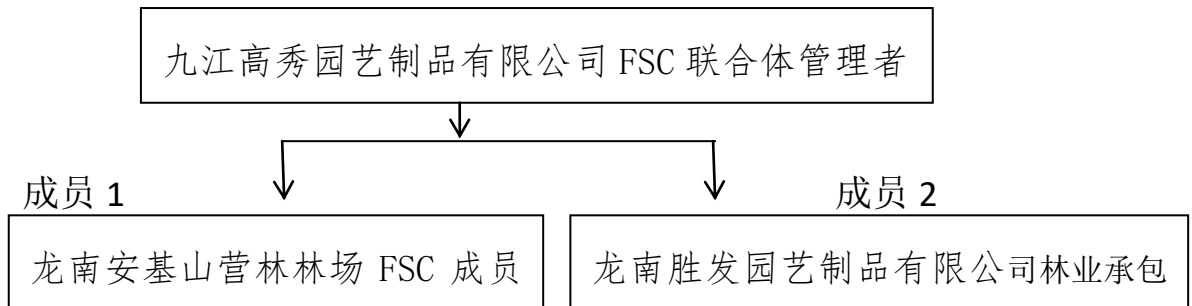 九江高秀园艺制品有限公司 FSC 联合体管理者
成员 1
成员 2
龙南安基山营林林场 FSC 成员
龙南胜发园艺制品有限公司林业承包